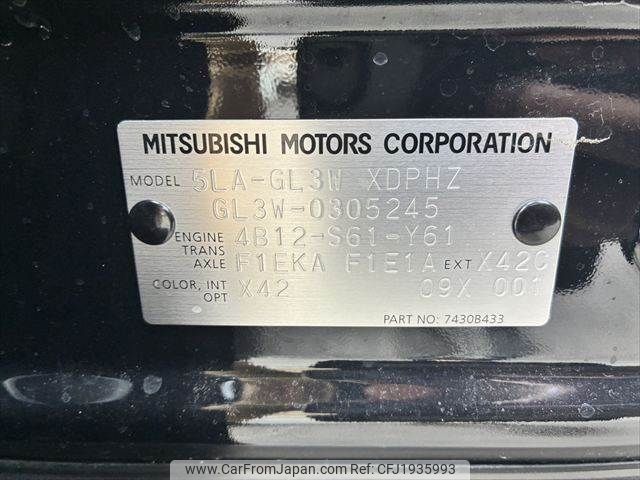 MITSUBISHI MOTORS CORPORATION
MODEL 5LA-GL3W XDPHZ
GL3W-0305245
ENGINE 4B12-S61-Y61
TRANS AXLE F1EKA F1E1A EXT X42C
COLOR, INT OPT X42 09X 001
PART NO: 7430B433
www.CarFromJapan.com - ID CFJ1935993